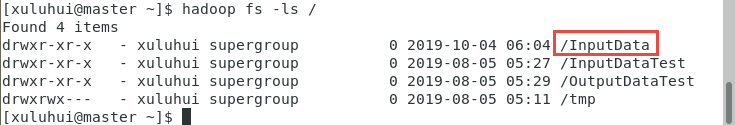 [xuluhui@master ~]$ hadoop fs -ls /
Found 4 items
drwxr-xr-x   - xuluhui supergroup          0 2019-10-04 06:04 /InputData
drwxr-xr-x   - xuluhui supergroup          0 2019-08-05 05:27 /InputDataTest
drwxr-xr-x   - xuluhui supergroup          0 2019-08-05 05:29 /OutputDataTest
drwxrwx---   - xuluhui supergroup          0 2019-08-05 05:11 /tmp
[xuluhui@master ~]$